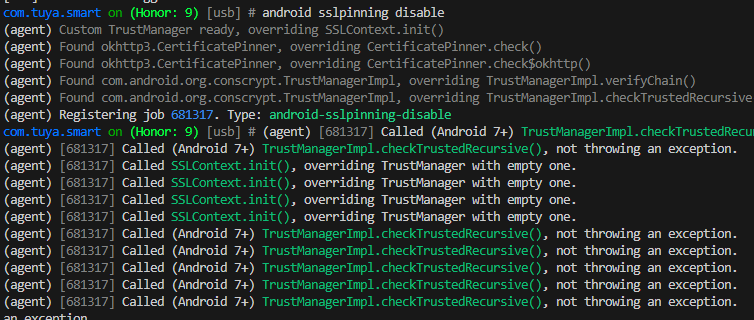 com.tuya.smart on (Honor: 9) [usb] # android sslpinning disable
(agent) Custom TrustManager ready, overriding SSLContext.init()
(agent) Found okhttp3.CertificatePinner, overriding CertificatePinner.check()
(agent) Found okhttp3.CertificatePinner, overriding CertificatePinner.check$okhttp()
(agent) Found com.android.org.conscrypt.TrustManagerImpl, overriding TrustManagerImpl.verifyChain()
(agent) Found com.android.org.conscrypt.TrustManagerImpl, overriding TrustManagerImpl.checkTrustedRecursive
(agent) Registering job 681317. Type: android-sslpinning-disable
com.tuya.smart on (Honor: 9) [usb] # (agent) [681317] Called (Android 7+) TrustManagerImpl.checkTrustedRecu
(agent) [681317] Called (Android 7+) TrustManagerImpl.checkTrustedRecursive(), not throwing an exception.
(agent) [681317] Called SSLContext.init(), overriding TrustManager with empty one.
(agent) [681317] Called SSLContext.init(), overriding TrustManager with empty one.
(agent) [681317] Called SSLContext.init(), overriding TrustManager with empty one.
(agent) [681317] Called SSLContext.init(), overriding TrustManager with empty one.
(agent) [681317] Called (Android 7+) TrustManagerImpl.checkTrustedRecursive(), not throwing an exception.
(agent) [681317] Called (Android 7+) TrustManagerImpl.checkTrustedRecursive(), not throwing an exception.
(agent) [681317] Called (Android 7+) TrustManagerImpl.checkTrustedRecursive(), not throwing an exception.
(agent) [681317] Called (Android 7+) TrustManagerImpl.checkTrustedRecursive(), not throwing an exception.
(agent) [681317] Called (Android 7+) TrustManagerImpl.checkTrustedRecursive(), not throwing an exception.
an exception